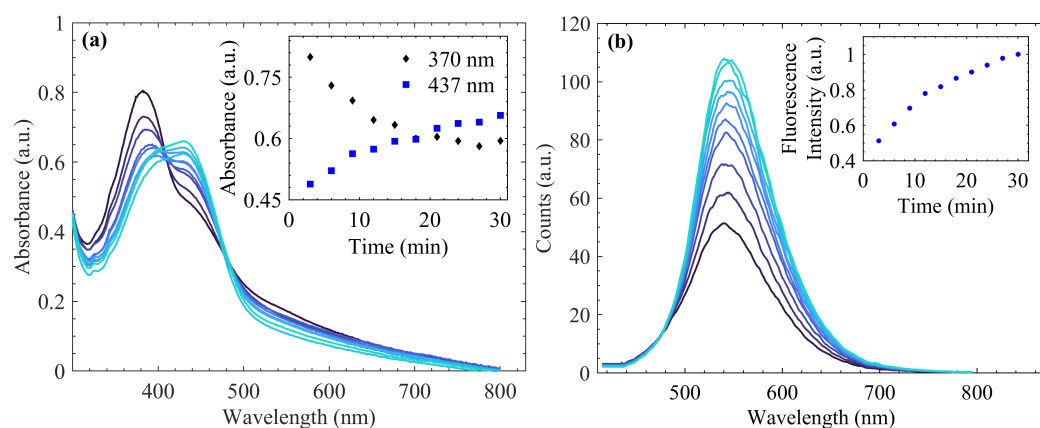 (a)
Absorbance (a.u.)
1
0.8
0.6
0.4
0.2
0
400
500
600
700
800
Wavelength (nm)
Absorbance (a.u.)
0.75
0.6
0.45
370 nm
437 nm
0
10
20
30
Time (min)
(b)
Counts (a.u.)
120
100
80
60
40
20
0
500
600
700
800
Wavelength (nm)
Fluorescence
Intensity (a.u.)
1
0.8
0.6
0.4
0
10
20
30
Time (min)